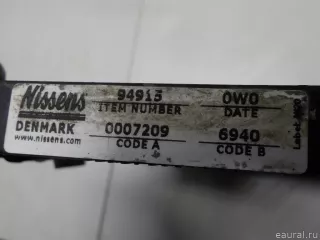 Nissens 94915 0W0
ITEM NUMBER DATE
DENMARK 0007209 6940
www.nissens.com CODE A CODE B
eaural.ru